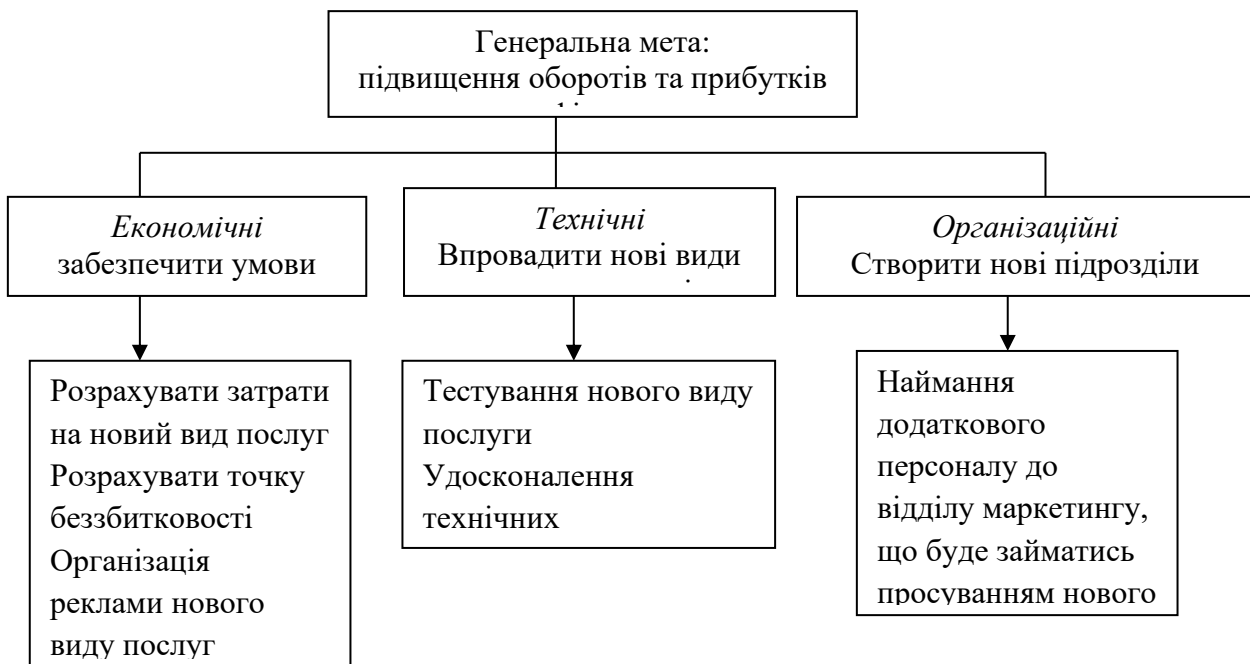 Генеральна мета:
підвищення оборотів та прибутків
Економічні
забезпечити умови
Технічні
Впровадити нові види
Організаційні
Створити нові підрозділи
Розрахувати затрати
на новий вид послуг
Розрахувати точку
беззбитковості
Організація
реклами нового
виду послуг
Тестування нового виду
послуги
Удосконалення
технічних
Наймання
додаткового
персоналу до
відділу маркетингу,
що буде займатись
просуванням нового